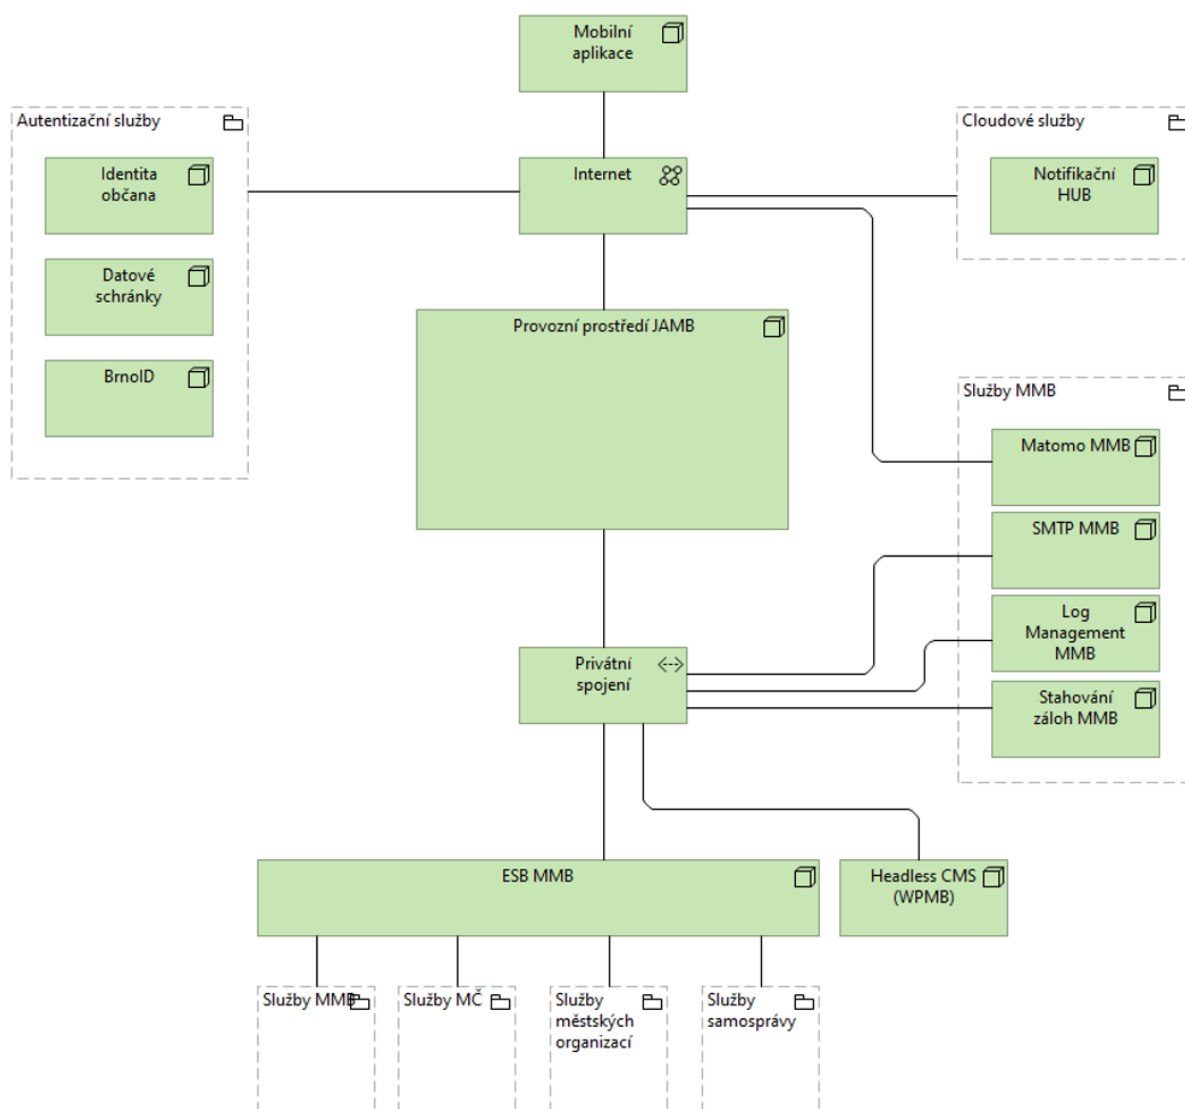 Mobilní
aplikace
Autentizační služby
Identita
občana
Datové
schránky
BrnoID
Internet
Cloudové služby
Notifikační
HUB
Provozní prostředí JAMB
Služby MMB
Matomo MMB
SMTP MMB
Log
Management
MMB
Stahování
záloh MMB
Privátní
spojení
ESB MMB
Headless CMS
(WPMB)
Služby MMB
Služby MČ
Služby
městských
organizací
Služby
samosprávy